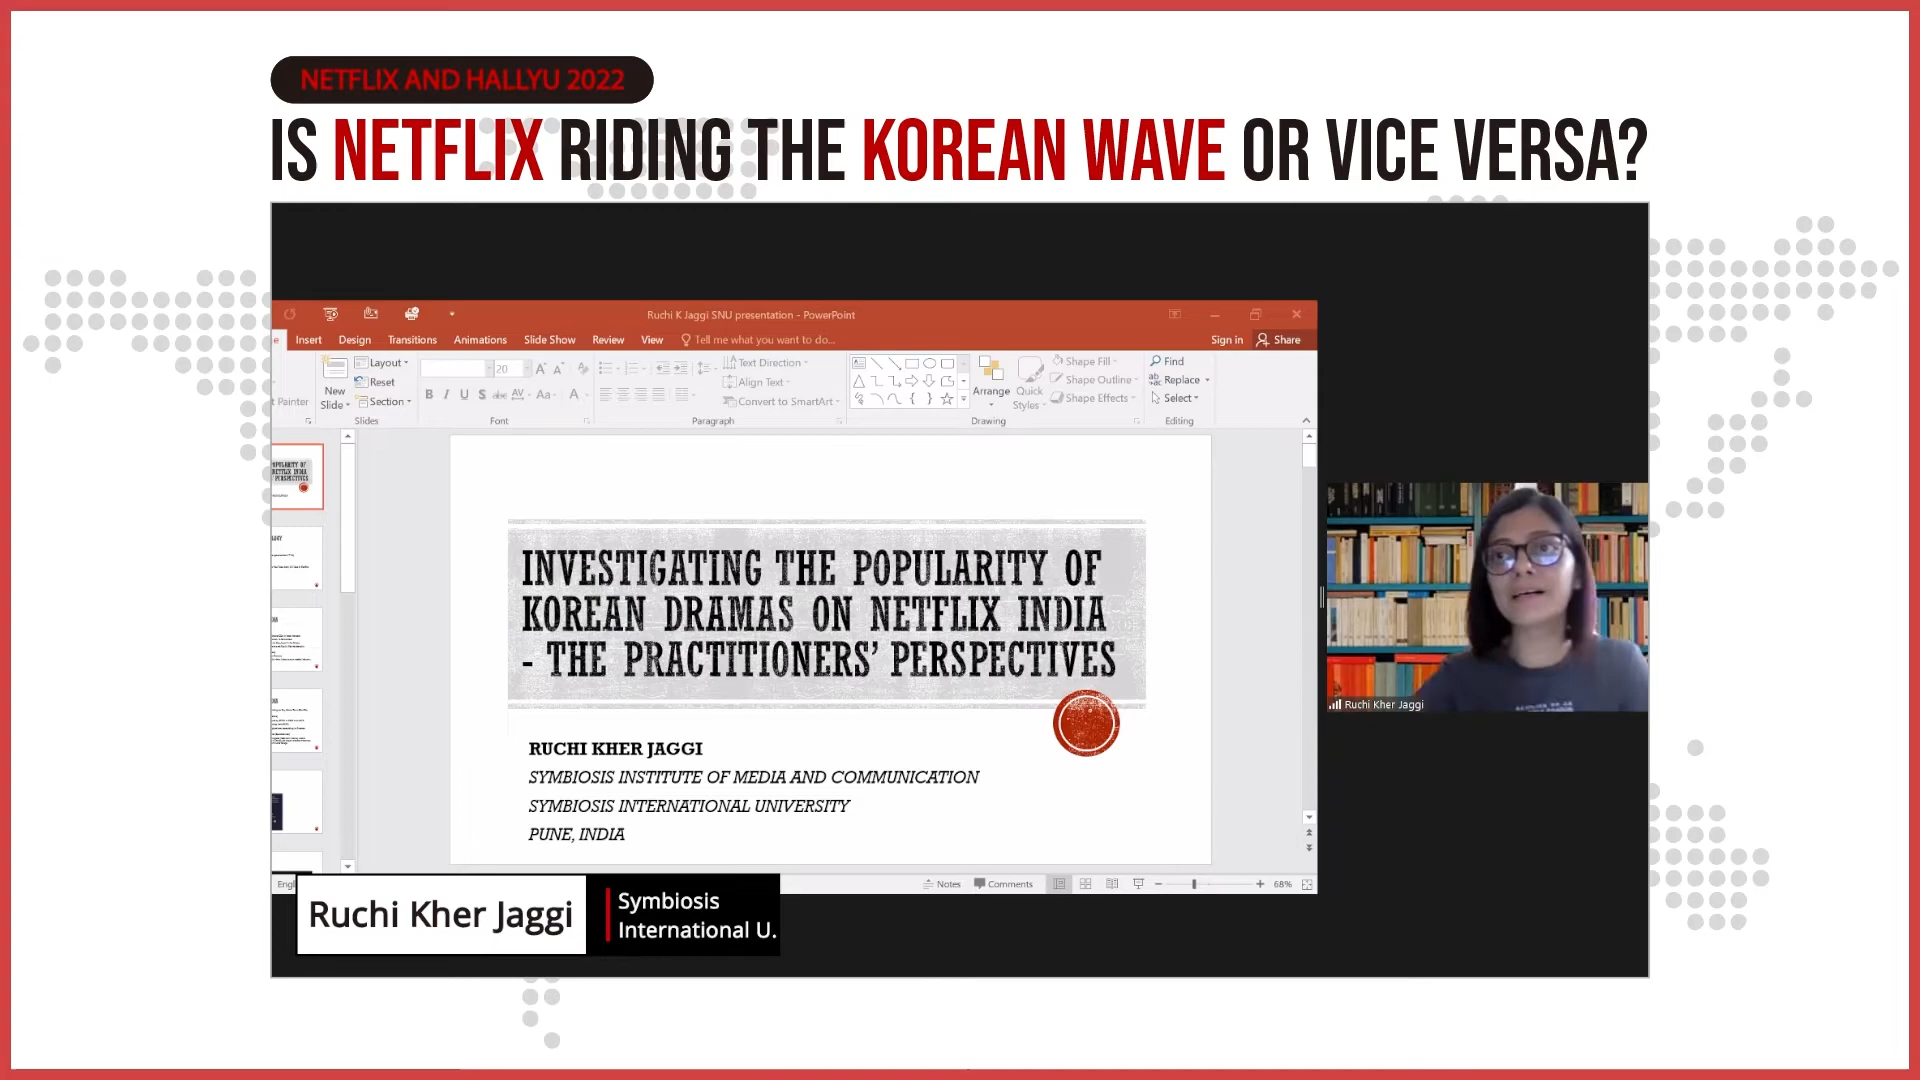 NETFLIX AND HALLYU 2022
IS NETFLIX RIDING THE KOREAN WAVE OR VICE VERSA?
Ruchi K Jaggi SNU presentation - PowerPoint
Insert Design Transitions Animations Slide Show Review View Tell me what you want to do... Sign in Share
New Slide
Layout
Reset
Section
t Painter
Slides
20
Font
Text Direction
Align Text
Convert to SmartArt
Paragraph
Arrange
Quick Styles
Shape Fill
Shape Outline
Shape Effects
Drawing
Find
Replace
Select
Editing
INVESTIGATING THE POPULARITY OF
KOREAN DRAMAS ON NETFLIX INDIA
- THE PRACTITIONERS' PERSPECTIVES
RUCHI KHER JAGGI
SYMBIOSIS INSTITUTE OF MEDIA AND COMMUNICATION
SYMBIOSIS INTERNATIONAL UNIVERSITY
PUNE, INDIA
Ruchi Kher Jaggi
Notes Comments 68%
Ruchi Kher Jaggi
Symbiosis
International U.